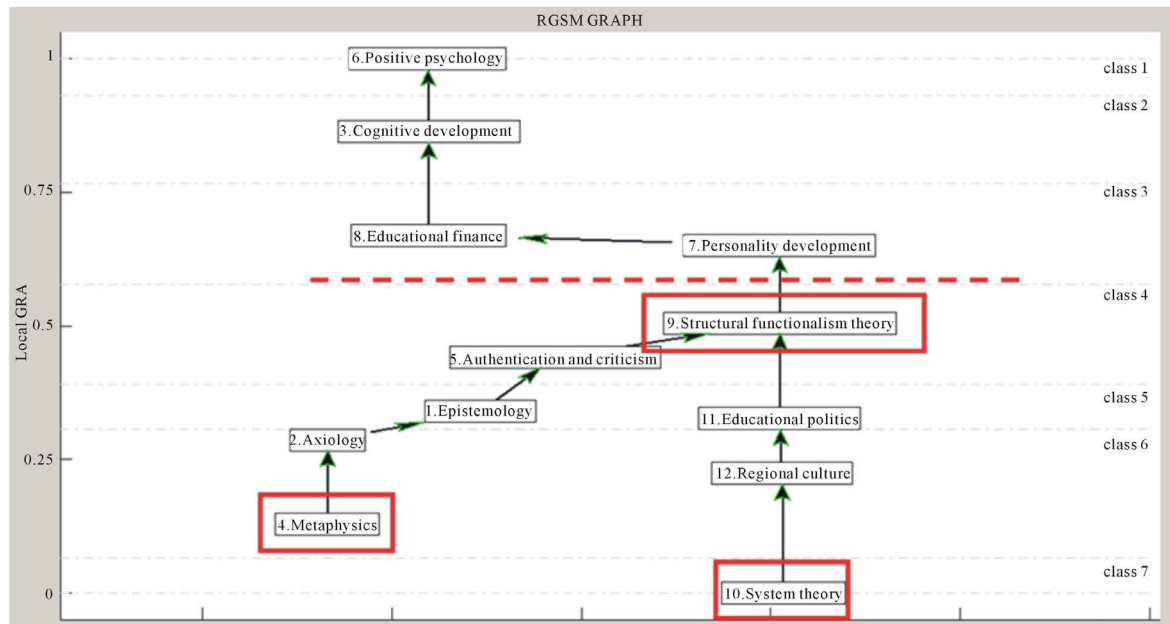 RGSM GRAPH
1
6.Positive psychology
class 1
class 2
3.Cognitive development
0.75
class 3
8.Educational finance
7.Personality development
Local GRA
class 4
0.5
9.Structural functionalism theory
5.Authentication and criticism
class 5
1.Epistemology
11.Educational politics
2.Axiology
class 6
0.25
12.Regional culture
4.Metaphysics
class 7
0
10.System theory